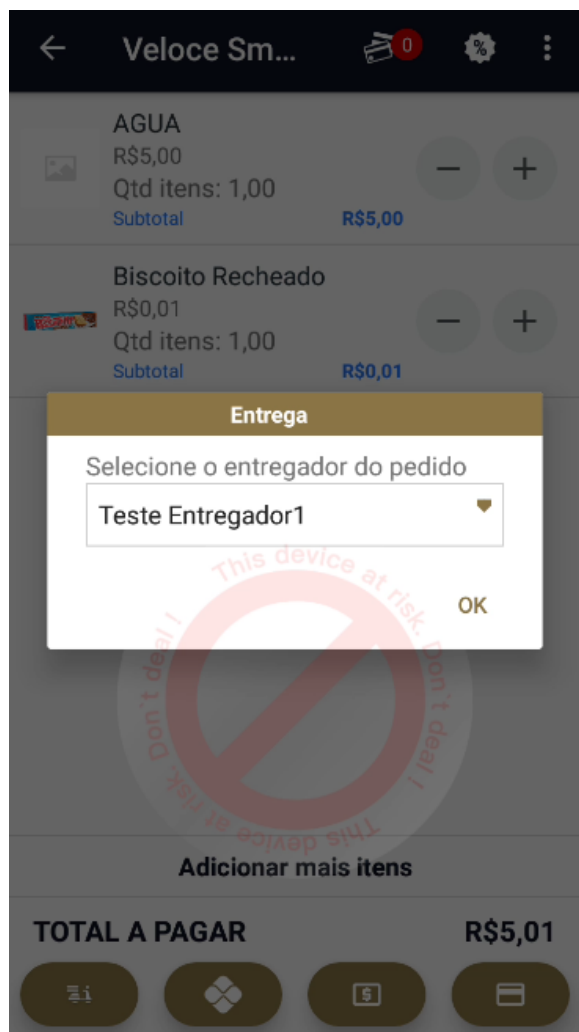 Veloce Sm...
0
%
AGUA
R$5,00
Qtd itens: 1,00
Subtotal R$5,00
Biscoito Recheado
R$0,01
Qtd itens: 1,00
Subtotal R$0,01
Entrega
Selecione o entregador do pedido
Teste Entregador1
OK
This device at risk. Don`t deal !
This device at risk. Don`t deal !
Adicionar mais itens
TOTAL A PAGAR R$5,01
$